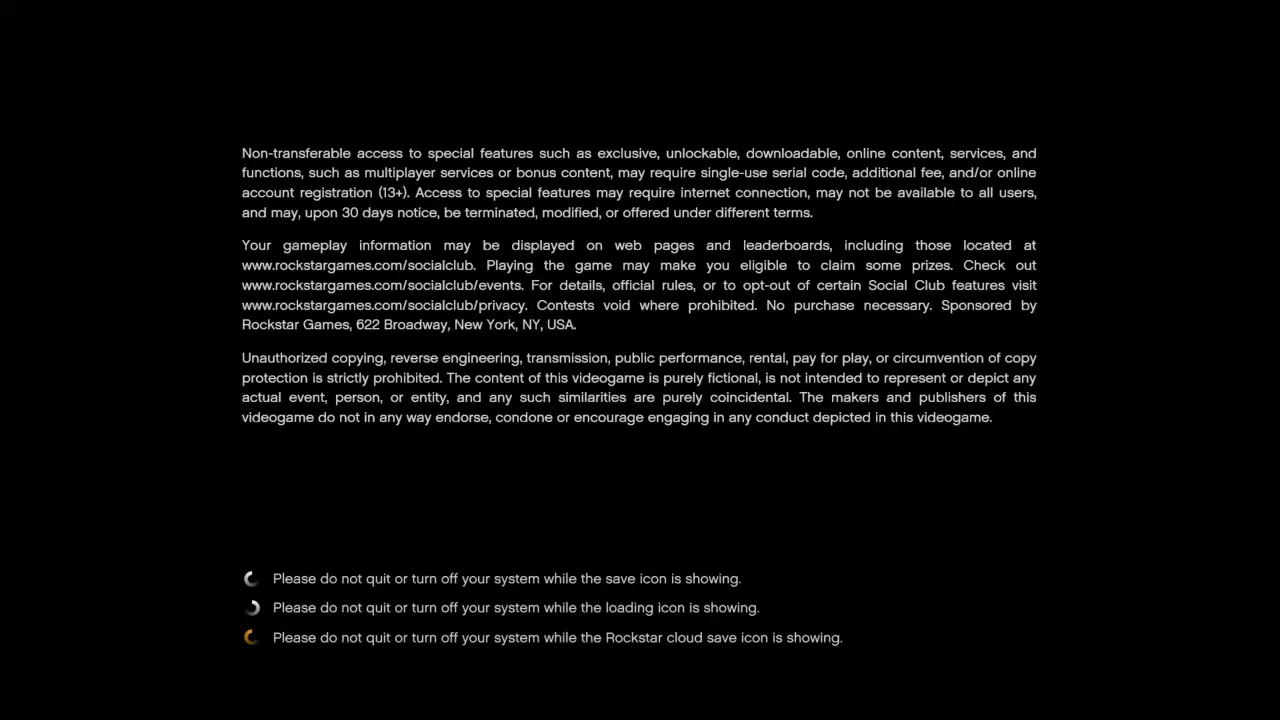 Non-transferable access to special features such as exclusive, unlockable, downloadable, online content, services, and
functions, such as multiplayer services or bonus content, may require single-use serial code, additional fee, and/or online
account registration (13+). Access to special features may require internet connection, may not be available to all users,
and may, upon 30 days notice, be terminated, modified, or offered under different terms.
Your gameplay information may be displayed on web pages and leaderboards, including those located at
www.rockstargames.com/socialclub. Playing the game may make you eligible to claim some prizes. Check out
www.rockstargames.com/socialclub/events. For details, official rules, or to opt-out of certain Social Club features visit
www.rockstargames.com/socialclub/privacy. Contests void where prohibited. No purchase necessary. Sponsored by
Rockstar Games, 622 Broadway, New York, NY, USA.
Unauthorized copying, reverse engineering, transmission, public performance, rental, pay for play, or circumvention of copy
protection is strictly prohibited. The content of this videogame is purely fictional, is not intended to represent or depict any
actual event, person, or entity, and any such similarities are purely coincidental. The makers and publishers of this
videogame do not in any way endorse, condone or encourage engaging in any conduct depicted in this videogame.
Please do not quit or turn off your system while the save icon is showing.
Please do not quit or turn off your system while the loading icon is showing.
Please do not quit or turn off your system while the Rockstar cloud save icon is showing.